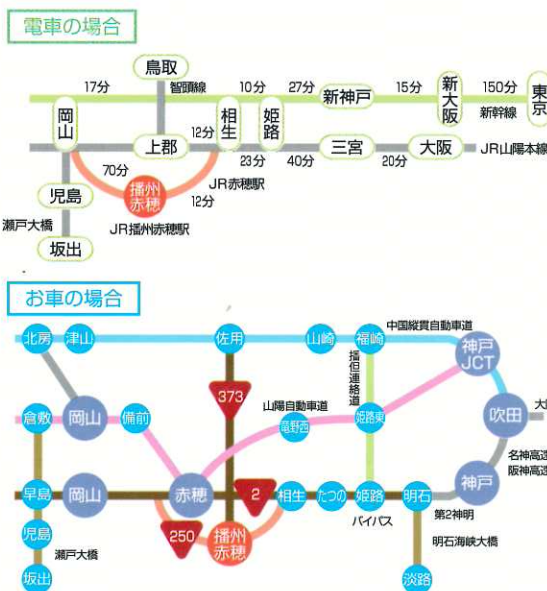 電車の場合
鳥取
17分
智頭線
10分
27分
新神戸
15分
新大阪
150分
東京
新幹線
岡山
上郡
12分
相生
姫路
23分
40分
三宮
20分
大阪
JR山陽本線
70分
JR赤穂駅
播州赤穂
12分
JR播州赤穂駅
児島
瀬戸大橋
坂出
お車の場合
中国縦貫自動車道
北房
津山
佐用
山崎
福崎
神戸JCT
播但連絡道
373
山陽自動車道
倉敷
岡山
備前
竜野西
姫路東
吹田
名神高速
阪神高速
早島
岡山
赤穂
2
相生
たつの
姫路
明石
神戸
バイパス
第2神明
250
播州赤穂
児島
瀬戸大橋
明石海峡大橋
坂出
淡路